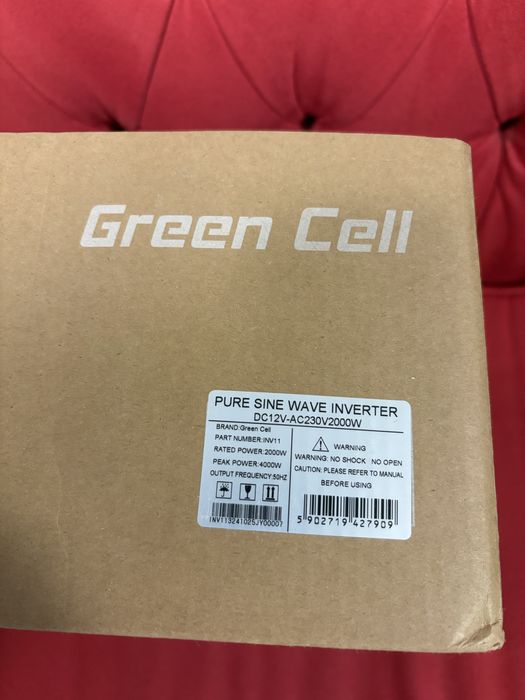 Green Cell
PURE SINE WAVE INVERTER
DC12V-AC230V2000W
BRAND:Green Cell
PART NUMBER:INV11
RATED POWER:2000W
PEAK POWER:4000W
OUTPUT FREQUENCY:50HZ
WARNING
WARNING: NO SHOCK NO OPEN
CAUTION: PLEASE REFER TO MANUAL
BEFORE USING
INV113241025JY00007
5 902719 427909